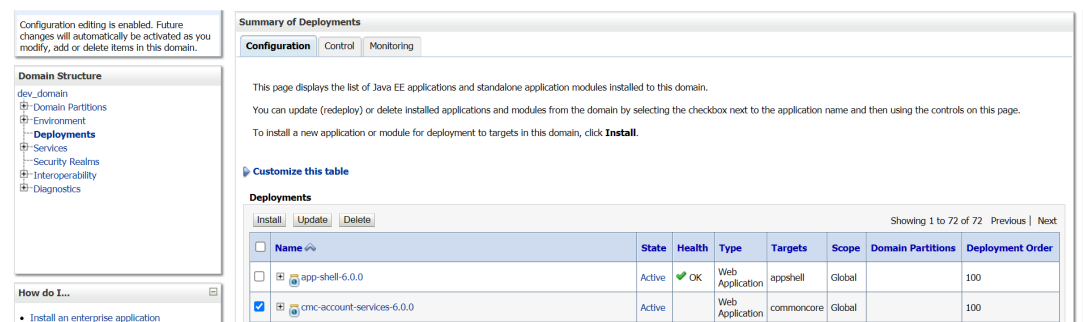 Configuration editing is enabled. Future
changes will automatically be activated as you
modify, add or delete items in this domain.
Domain Structure
dev_domain
Domain Partitions
Environment
Deployments
Services
Security Realms
Interoperability
Diagnostics
How do I...
Install an enterprise application
Summary of Deployments
Configuration Control Monitoring
This page displays the list of Java EE applications and standalone application modules installed to this domain.
You can update (redeploy) or delete installed applications and modules from the domain by selecting the checkbox next to the application name and then using the controls on this page.
To install a new application or module for deployment to targets in this domain, click Install.
Customize this table
Deployments
Install Update Delete Showing 1 to 72 of 72 Previous | Next
Name State Health Type Targets Scope Domain Partitions Deployment Order
app-shell-6.0.0 Active OK Web Application appshell Global 100
cmc-account-services-6.0.0 Active Web Application commoncore Global 100